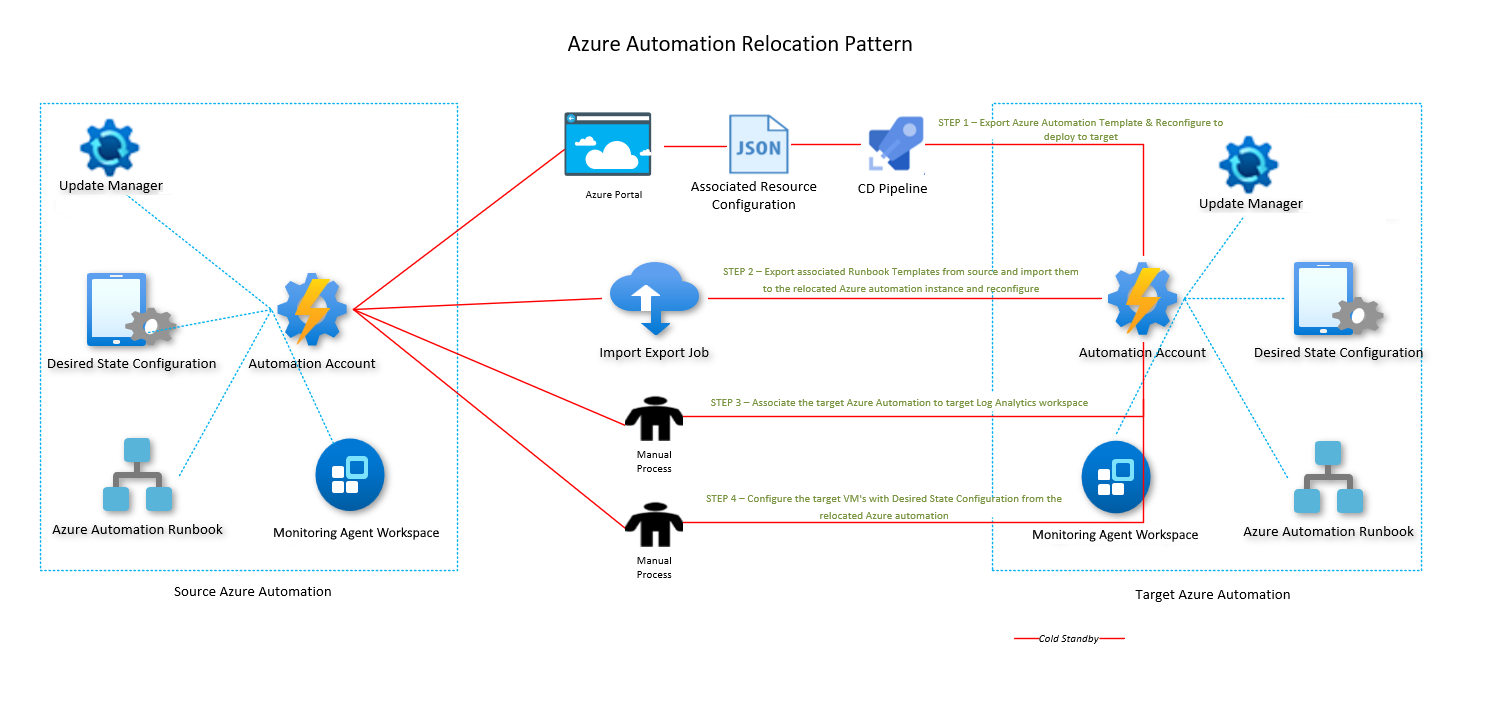 Azure Automation Relocation Pattern
Update Manager
Desired State Configuration
Automation Account
Azure Automation Runbook
Monitoring Agent Workspace
Source Azure Automation
Azure Portal
JSON
Associated Resource
Configuration
CD Pipeline
STEP 1 – Export Azure Automation Template & Reconfigure to
deploy to target
Import Export Job
STEP 2 – Export associated Runbook Templates from source and import them
to the relocated Azure automation instance and reconfigure
Manual
Process
STEP 3 – Associate the target Azure Automation to target Log Analytics workspace
Manual
Process
STEP 4 – Configure the target VM's with Desired State Configuration from the
relocated Azure automation
Update Manager
Automation Account
Desired State Configuration
Monitoring Agent Workspace
Azure Automation Runbook
Target Azure Automation
Cold Standby